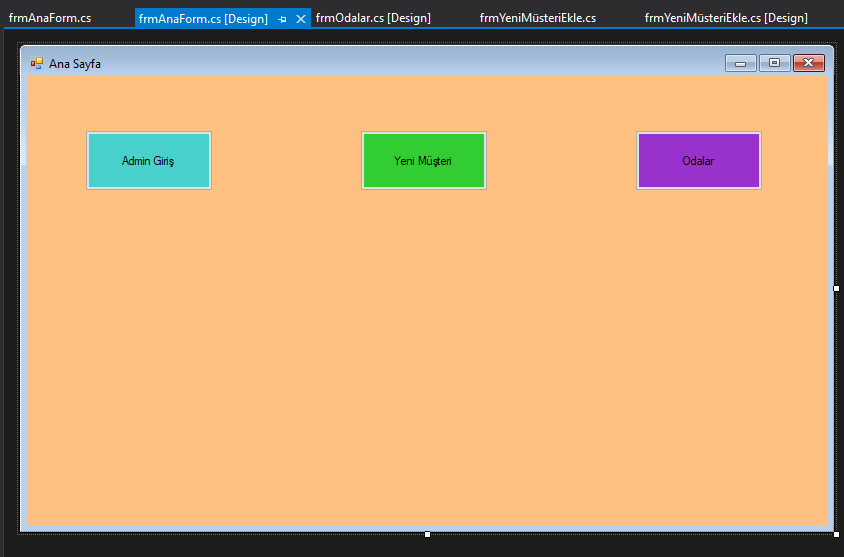 frmAnaForm.cs
frmAnaForm.cs [Design]
frmOdalar.cs [Design]
frmYeniMüsteriEkle.cs
frmYeniMüsteriEkle.cs [Design]
Ana Sayfa
Admin Giriş
Yeni Müşteri
Odalar